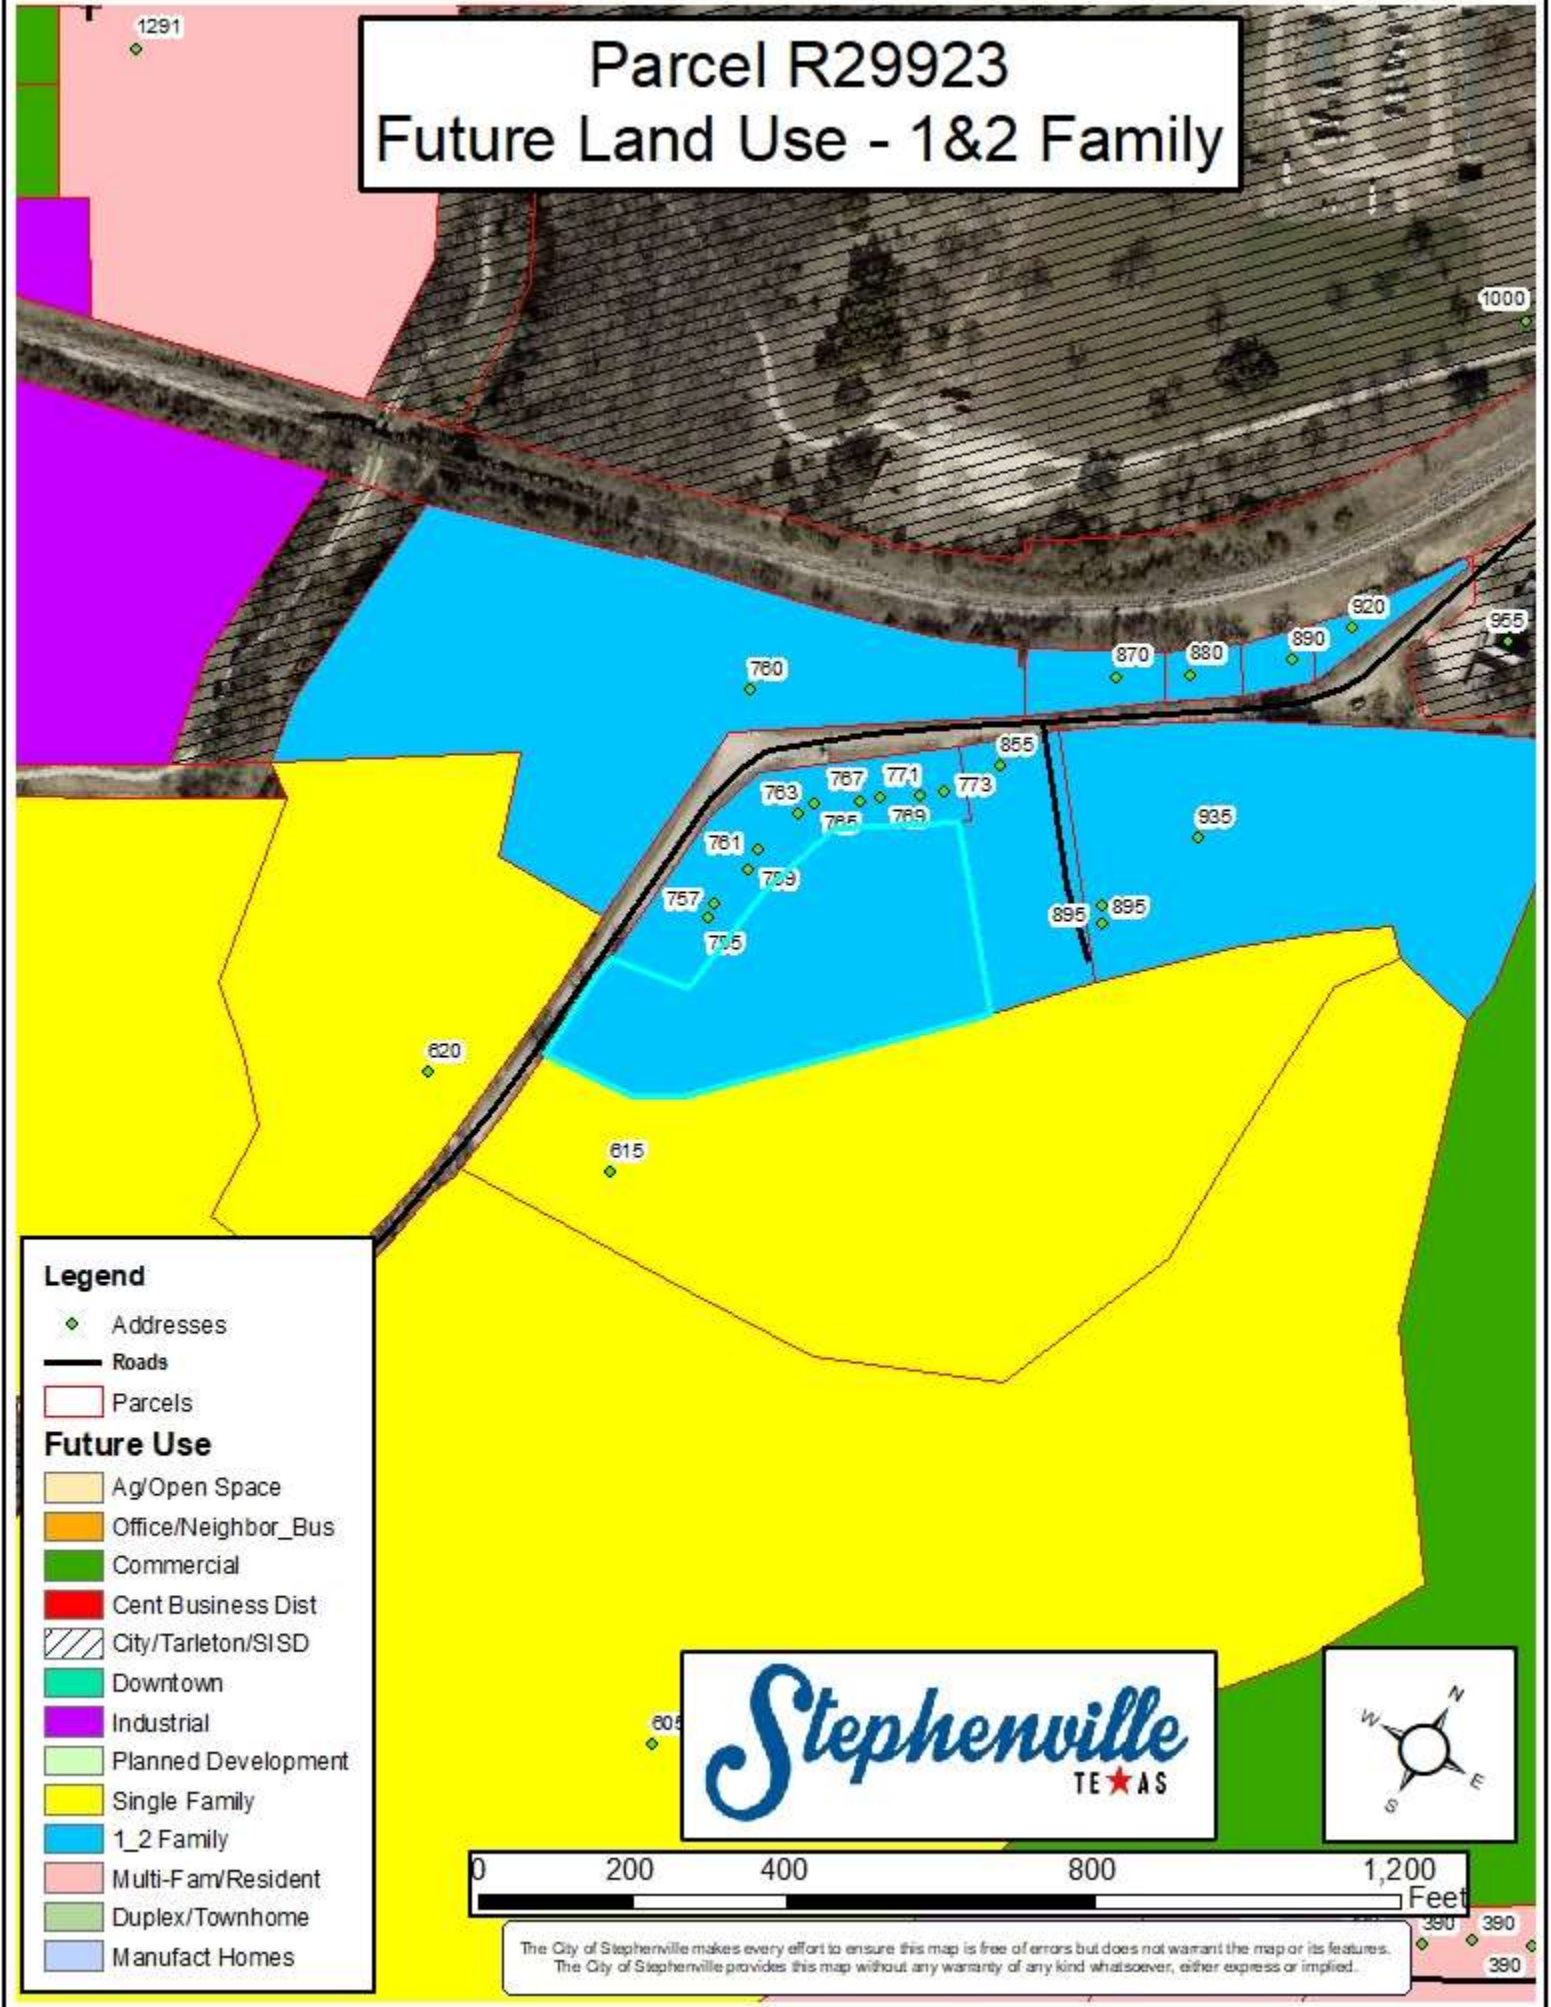 Parcel R29923
Future Land Use - 1&2 Family
1291
1000
920
955
890
880
870
760
855
771
767
773
763
765
769
935
761
759
757
895
895
755
620
615
Legend
Addresses
Roads
Parcels
Future Use
Ag/Open Space
Office/Neighbor_Bus
Commercial
Cent Business Dist
City/Tarleton/SISD
Downtown
Industrial
Planned Development
Single Family
1_2 Family
Multi-Fam/Resident
Duplex/Townhome
Manufact Homes
605
Stephenville
TEXAS
N
W
E
S
0 200 400 800 1,200
Feet
390 390
390
The City of Stephenville makes every effort to ensure this map is free of errors but does not warrant the map or its features.
The City of Stephenville provides this map without any warranty of any kind whatsoever, either express or implied.